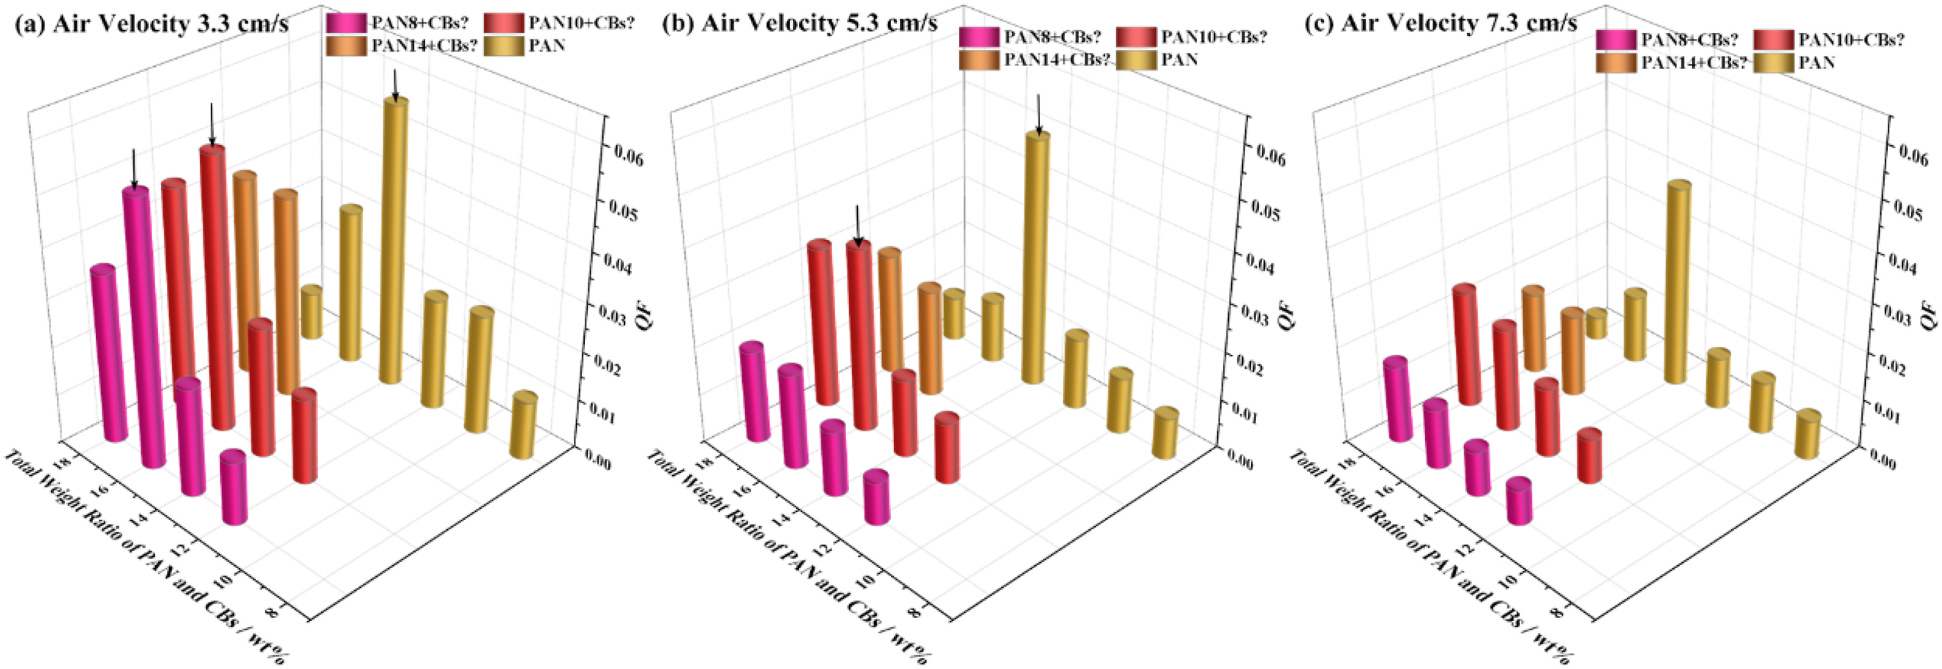 (a) Air Velocity 3.3 cm/s
PAN8+CBs? PAN10+CBs?
PAN14+CBs? PAN
0.06
0.05
0.04
0.03
0.02
0.01
0.00
QF
18
16
14
12
10
8
Total Weight Ratio of PAN and CBs / wt%
(b) Air Velocity 5.3 cm/s
PAN8+CBs? PAN10+CBs?
PAN14+CBs? PAN
0.06
0.05
0.04
0.03
0.02
0.01
0.00
QF
18
16
14
12
10
8
Total Weight Ratio of PAN and CBs / wt%
(c) Air Velocity 7.3 cm/s
PAN8+CBs? PAN10+CBs?
PAN14+CBs? PAN
0.06
0.05
0.04
0.03
0.02
0.01
0.00
QF
18
16
14
12
10
8
Total Weight Ratio of PAN and CBs / wt%